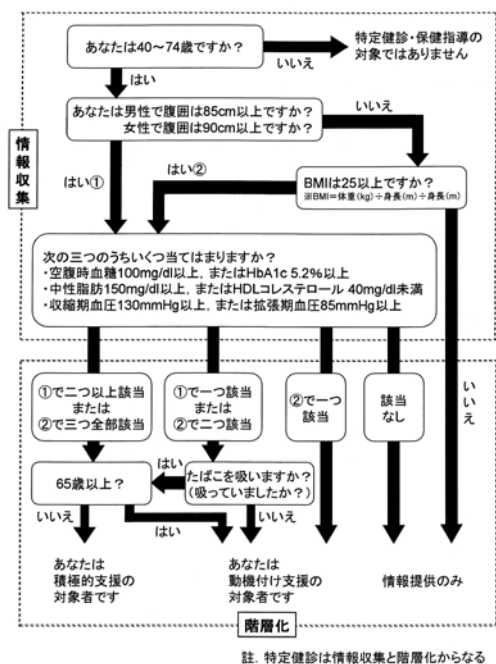 あなたは40～74歳ですか？
いいえ
特定健診・保健指導の
対象ではありません
はい
あなたは男性で腹囲は85cm以上ですか？
女性で腹囲は90cm以上ですか？
いいえ
情報収集
はい①
はい②
BMIは25以上ですか？
※BMI＝体重(kg)÷身長(m)÷身長(m)
次の三つのうちいくつ当てはまりますか？
・空腹時血糖100mg/dl以上，またはHbA1c 5.2%以上
・中性脂肪150mg/dl以上，またはHDLコレステロール 40mg/dl未満
・収縮期血圧130mmHg以上，または拡張期血圧85mmHg以上
①で二つ以上該当
または
②で三つ全部該当
①で一つ該当
または
②で二つ該当
②で一つ
該当
該当
なし
いいえ
65歳以上？
はい
たばこを吸いますか？
(吸っていましたか？)
いいえ
はい
いいえ
あなたは
積極的支援の
対象者です
あなたは
動機付け支援の
対象者です
情報提供のみ
階層化
註．特定健診は情報収集と階層化からなる